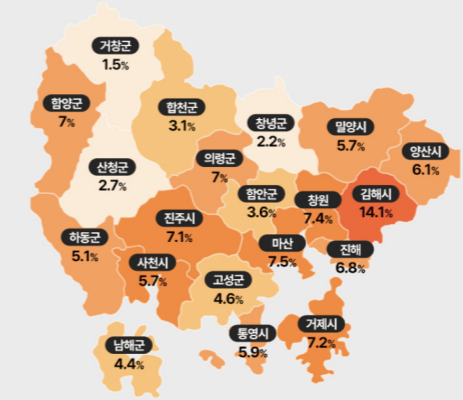 거창군
1.5%
함양군
7%
합천군
3.1%
창녕군
2.2%
밀양시
5.7%
양산시
6.1%
산청군
2.7%
의령군
7%
함안군
3.6%
창원
7.4%
김해시
14.1%
진주시
7.1%
하동군
5.1%
마산
7.5%
진해
6.8%
사천시
5.7%
고성군
4.6%
통영시
5.9%
거제시
7.2%
남해군
4.4%